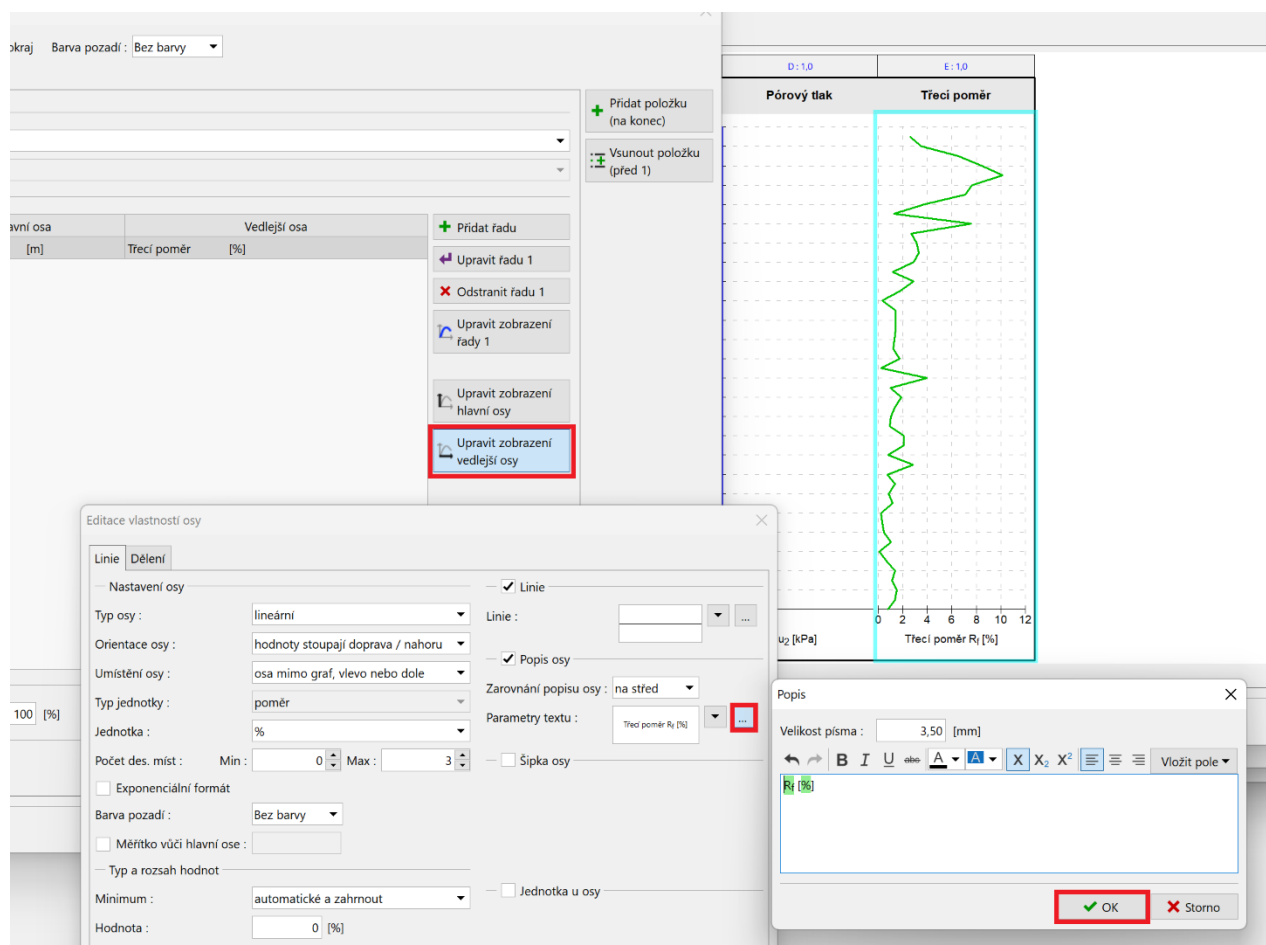 okraj Barva pozadí : Bez barvy
D : 1,0
E : 1,0
Pórový tlak
Třecí poměr
Přidat položku
(na konec)
Vsunout položku
(před 1)
avní osa
Vedlejší osa
[m]
Třecí poměr [%]
Přidat řadu
Upravit řadu 1
Odstranit řadu 1
Upravit zobrazení
řady 1
Upravit zobrazení
hlavní osy
Upravit zobrazení
vedlejší osy
0 2 4 6 8 10 12
u₂ [kPa]
Třecí poměr Rf [%]
100 [%]
Editace vlastností osy
Linie Dělení
Nastavení osy
Typ osy : lineární
Orientace osy : hodnoty stoupají doprava / nahoru
Umístění osy : osa mimo graf, vlevo nebo dole
Typ jednotky : poměr
Jednotka : %
Počet des. míst : Min : 0 Max : 3
Exponenciální formát
Barva pozadí : Bez barvy
Měřítko vůči hlavní ose :
Typ a rozsah hodnot
Minimum : automatické a zahrnout
Hodnota : 0 [%]
Linie
Linie : ...
Popis osy
Zarovnání popisu osy : na střed
Parametry textu : Třecí poměr Rf [%] ...
Šipka osy
Jednotka u osy
Popis
Velikost písma : 3,50 [mm]
B I U abc A A X X₂ X² Vložit pole
Rf [%]
OK Storno